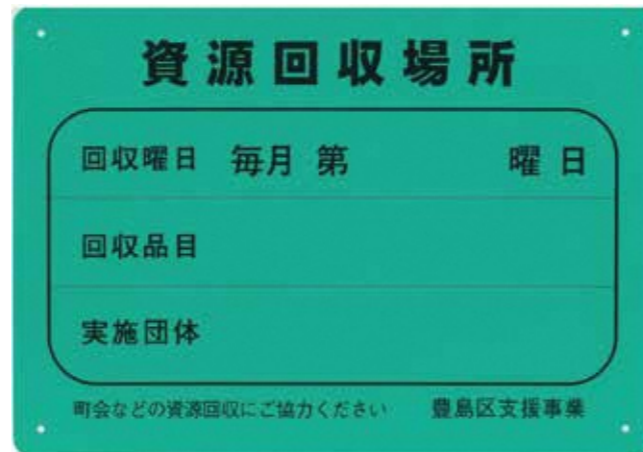 資源回収場所
回収曜日 毎月 第 曜日
回収品目
実施団体
町会などの資源回収にご協力ください 豊島区支援事業